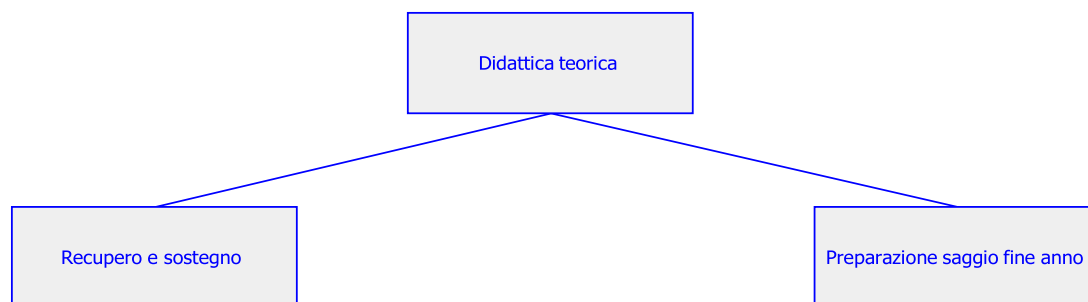 Didattica teorica
Recupero e sostegno
Preparazione saggio fine anno